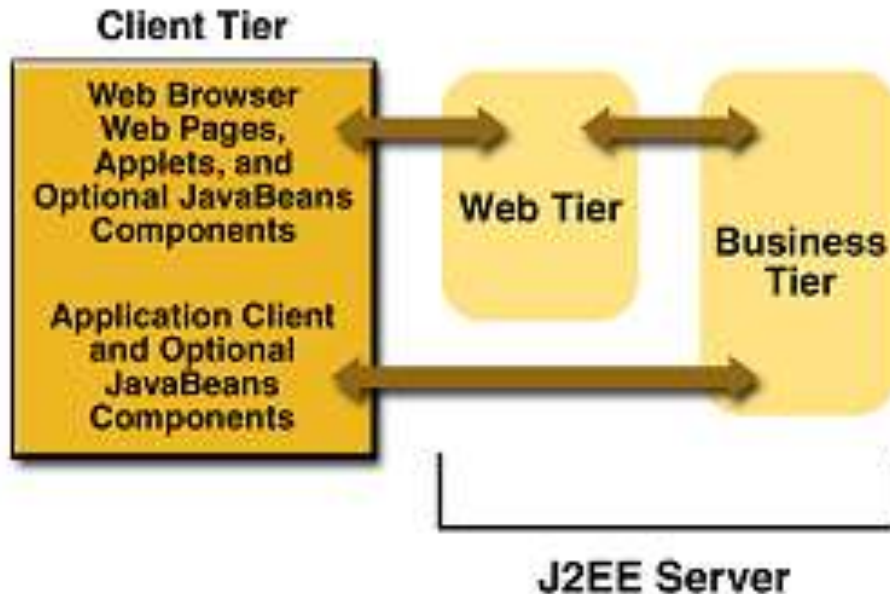 Client Tier
Web Browser
Web Pages,
Applets, and
Optional JavaBeans
Components
Application Client
and Optional
JavaBeans
Components
Web Tier
Business
Tier
J2EE Server